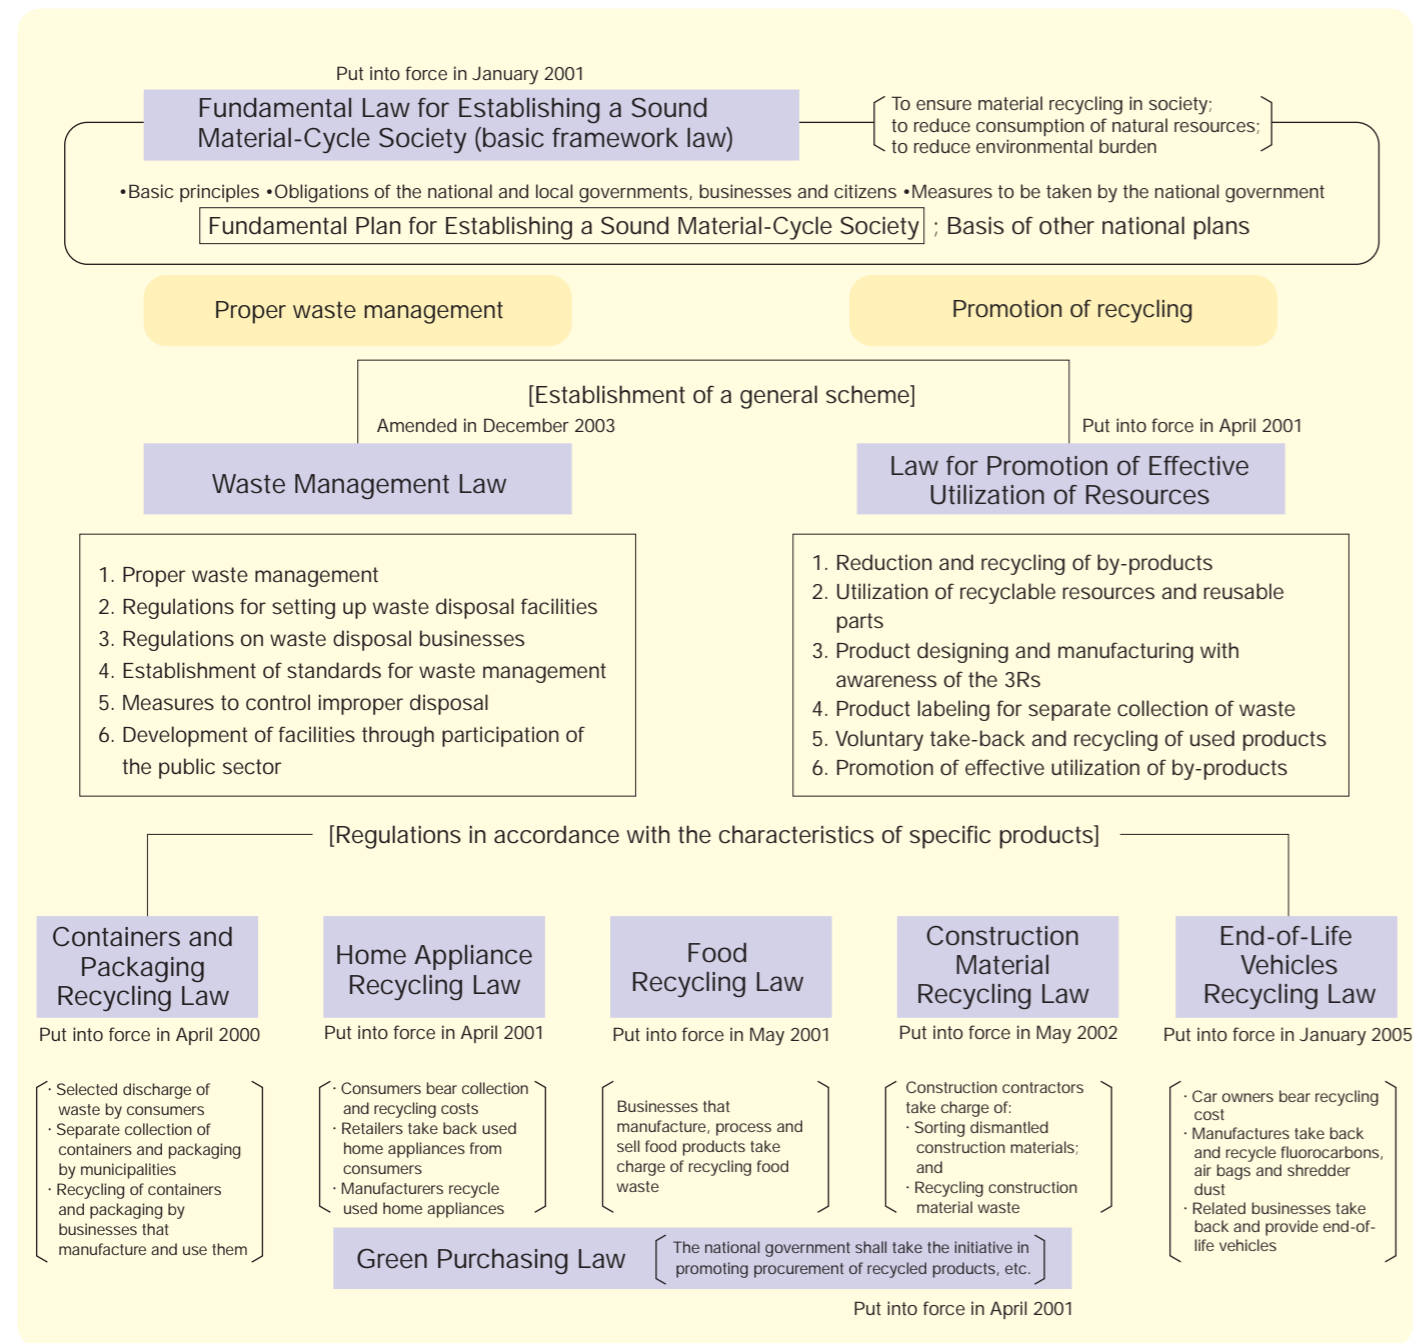 Put into force in January 2001
Fundamental Law for Establishing a Sound
Material-Cycle Society (basic framework law)
To ensure material recycling in society;
to reduce consumption of natural resources;
to reduce environmental burden
•Basic principles •Obligations of the national and local governments, businesses and citizens •Measures to be taken by the national government
Fundamental Plan for Establishing a Sound Material-Cycle Society ; Basis of other national plans
Proper waste management
Promotion of recycling
[Establishment of a general scheme]
Amended in December 2003
Waste Management Law
1. Proper waste management
2. Regulations for setting up waste disposal facilities
3. Regulations on waste disposal businesses
4. Establishment of standards for waste management
5. Measures to control improper disposal
6. Development of facilities through participation of
the public sector
Put into force in April 2001
Law for Promotion of Effective
Utilization of Resources
1. Reduction and recycling of by-products
2. Utilization of recyclable resources and reusable
parts
3. Product designing and manufacturing with
awareness of the 3Rs
4. Product labeling for separate collection of waste
5. Voluntary take-back and recycling of used products
6. Promotion of effective utilization of by-products
[Regulations in accordance with the characteristics of specific products]
Containers and
Packaging
Recycling Law
Put into force in April 2000
· Selected discharge of
waste by consumers
· Separate collection of
containers and packaging
by municipalities
· Recycling of containers
and packaging by
businesses that
manufacture and use them
Home Appliance
Recycling Law
Put into force in April 2001
· Consumers bear collection
and recycling costs
· Retailers take back used
home appliances from
consumers
· Manufacturers recycle
used home appliances
Food
Recycling Law
Put into force in May 2001
Businesses that
manufacture, process and
sell food products take
charge of recycling food
waste
Construction
Material
Recycling Law
Put into force in May 2002
Construction contractors
take charge of:
· Sorting dismantled
construction materials;
and
· Recycling construction
material waste
End-of-Life
Vehicles
Recycling Law
Put into force in January 2005
· Car owners bear recycling
cost
· Manufactures take back
and recycle fluorocarbons,
air bags and shredder
dust
· Related businesses take
back and provide end-of-
life vehicles
Green Purchasing Law
The national government shall take the initiative in
promoting procurement of recycled products, etc.
Put into force in April 2001